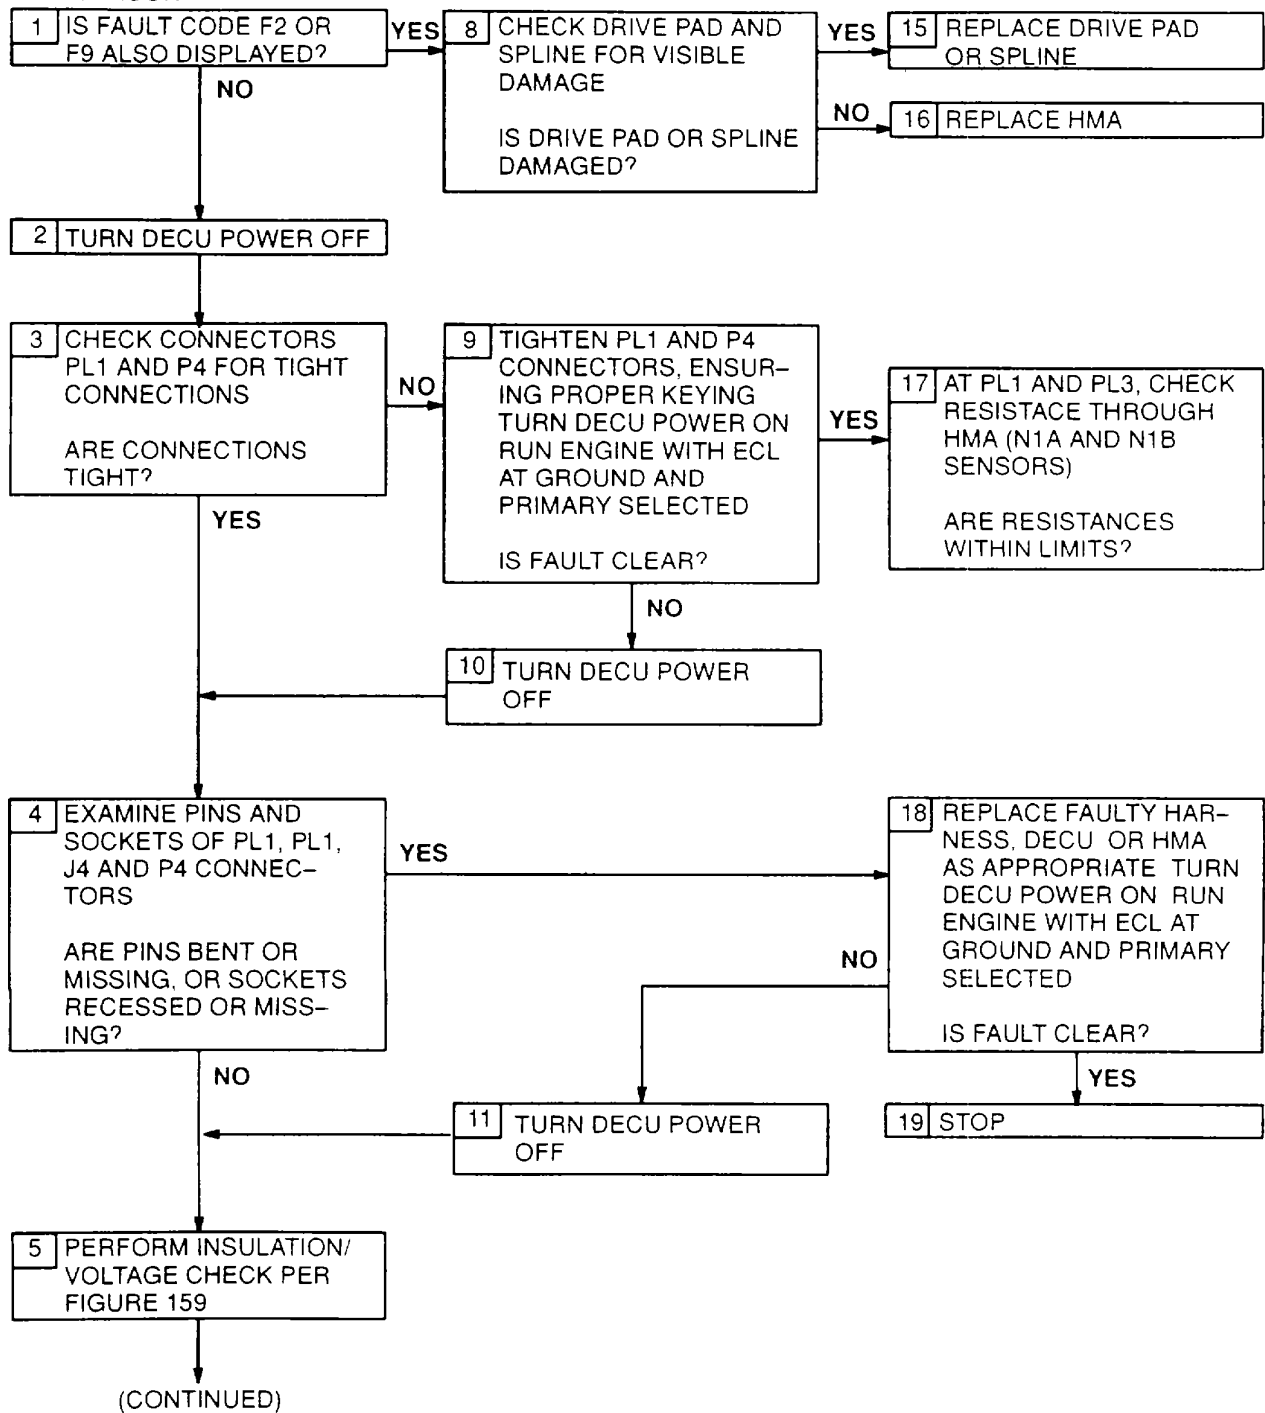 1 IS FAULT CODE F2 OR
F9 ALSO DISPLAYED?
YES
NO
8 CHECK DRIVE PAD AND
SPLINE FOR VISIBLE
DAMAGE
IS DRIVE PAD OR SPLINE
DAMAGED?
YES
15 REPLACE DRIVE PAD
OR SPLINE
NO
16 REPLACE HMA
2 TURN DECU POWER OFF
3 CHECK CONNECTORS
PL1 AND P4 FOR TIGHT
CONNECTIONS
ARE CONNECTIONS
TIGHT?
NO
YES
9 TIGHTEN PL1 AND P4
CONNECTORS, ENSUR–
ING PROPER KEYING
TURN DECU POWER ON
RUN ENGINE WITH ECL
AT GROUND AND
PRIMARY SELECTED
IS FAULT CLEAR?
YES
NO
17 AT PL1 AND PL3, CHECK
RESISTACE THROUGH
HMA (N1A AND N1B
SENSORS)
ARE RESISTANCES
WITHIN LIMITS?
10 TURN DECU POWER
OFF
4 EXAMINE PINS AND
SOCKETS OF PL1, PL1,
J4 AND P4 CONNEC–
TORS
ARE PINS BENT OR
MISSING, OR SOCKETS
RECESSED OR MISS–
ING?
YES
NO
18 REPLACE FAULTY HAR–
NESS, DECU OR HMA
AS APPROPRIATE TURN
DECU POWER ON RUN
ENGINE WITH ECL AT
GROUND AND PRIMARY
SELECTED
IS FAULT CLEAR?
NO
YES
11 TURN DECU POWER
OFF
19 STOP
5 PERFORM INSULATION/
VOLTAGE CHECK PER
FIGURE 159
(CONTINUED)